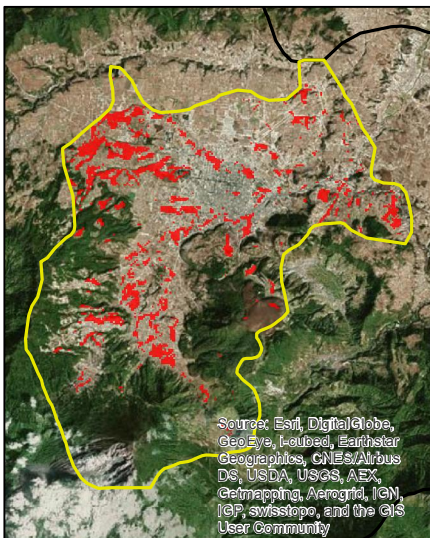 Source: Esri, DigitalGlobe,
GeoEye, i-cubed, Earthstar
Geographics, CNES/Airbus
DS, USDA, USGS, AEX,
Getmapping, Aerogrid, IGN,
IGP, swisstopo, and the GIS
User Community